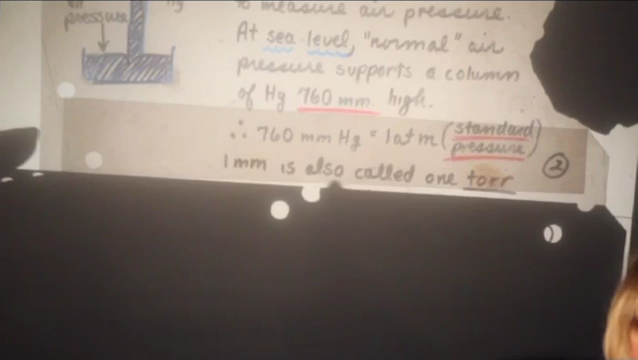 to measure air pressure.
At sea level, "normal" air
pressure supports a column
of Hg 760 mm high.
∴ 760 mm Hg = 1 atm (standard
pressure)
1 mm is also called one torr
②
pressure
Hg